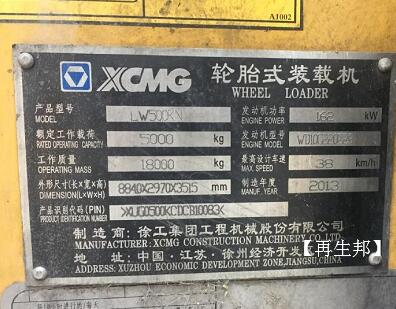 A1002
XCMG 轮胎式装载机
WHEEL LOADER
产品型号 LW500KN 发动机功率 162 kW
PRODUCT MODEL ENGINE POWER
额定工作载荷 5000 kg 发动机型号
RATED OPERATING CAPACITY ENGINE MODEL
工作质量 18000 kg 最高设计车速 38 km/h
OPERATING MASS MAX SPEED
外形尺寸(长×宽×高) 8840X2970X3515 mm 制造年度 2013
DIMENSION(L×W×H) MANUF. YEAR
产品识别代码(PIN)
PRODUCT IDENTIFICATION NUMBER
制造商:徐工集团工程机械股份有限公司
MANUFACTURER: XCMG CONSTRUCTION MACHINERY CO., LTD
地址:中国·江苏·徐州经济开发
ADDRESS: XUZHOU ECONOMIC DEVELOPMENT ZONE,JIANGSU,CHINA
【再生邦】